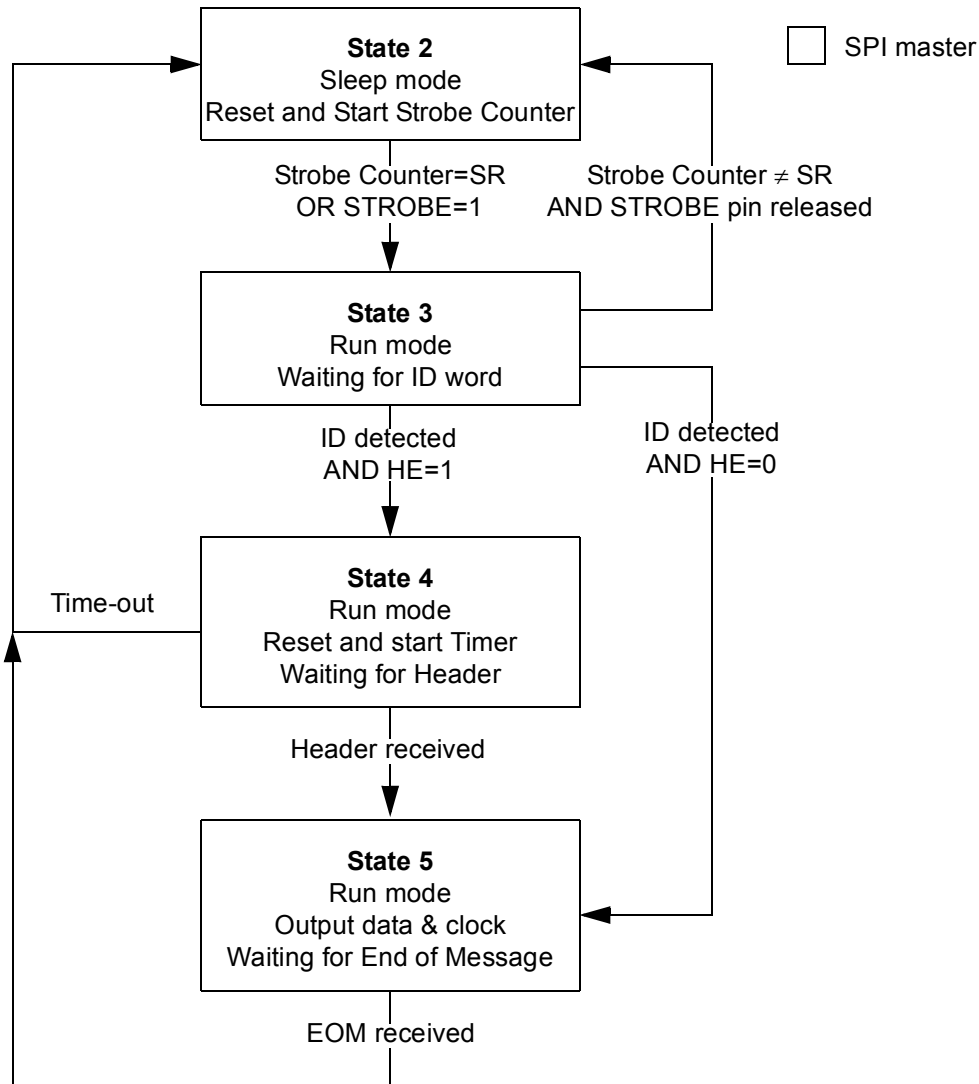 State 2
Sleep mode
Reset and Start Strobe Counter
SPI master
Strobe Counter=SR
OR STROBE=1
Strobe Counter ≠ SR
AND STROBE pin released
State 3
Run mode
Waiting for ID word
ID detected
AND HE=1
ID detected
AND HE=0
State 4
Run mode
Reset and start Timer
Waiting for Header
Time-out
Header received
State 5
Run mode
Output data & clock
Waiting for End of Message
EOM received